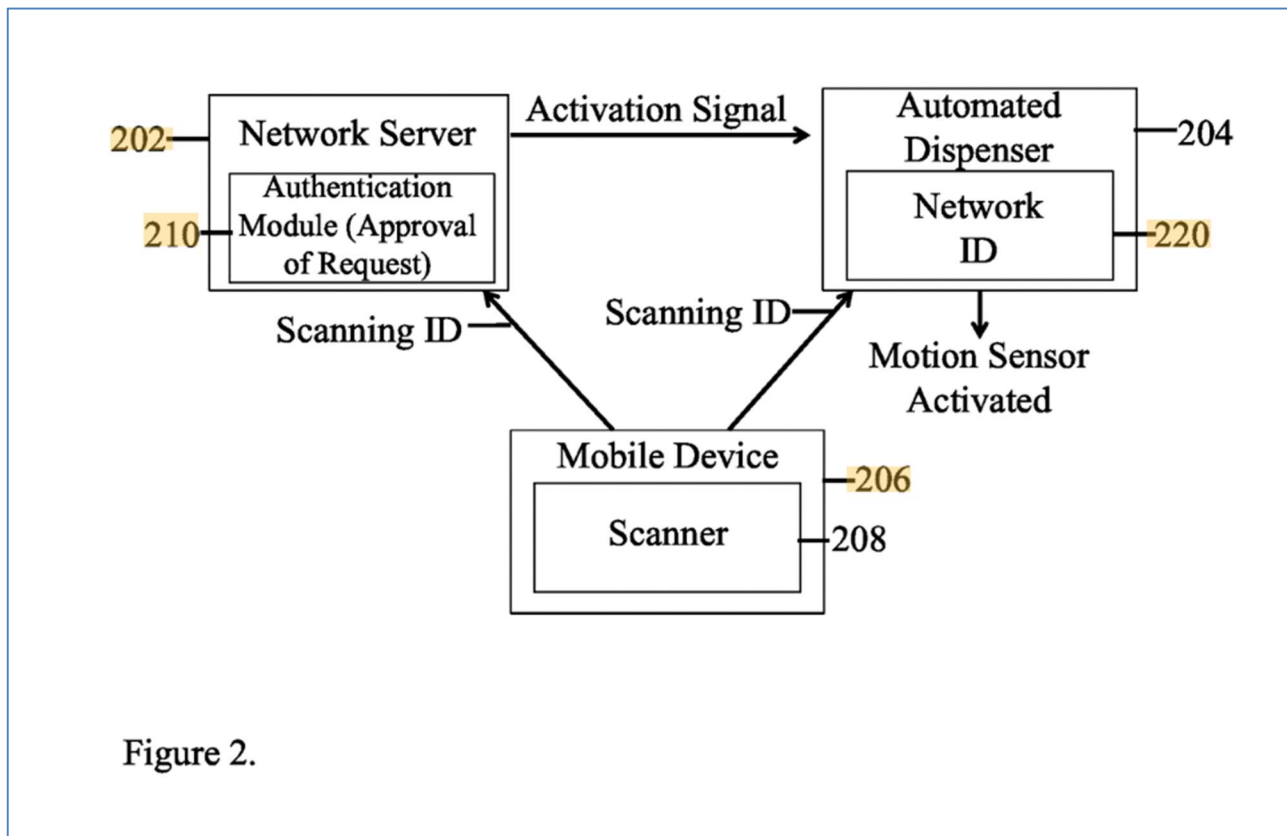 Activation Signal
202
Network Server
210
Authentication
Module (Approval
of Request)
Automated
Dispenser
204
Network
ID
220
Scanning ID
Scanning ID
Motion Sensor
Activated
Mobile Device
206
Scanner
208
Figure 2.